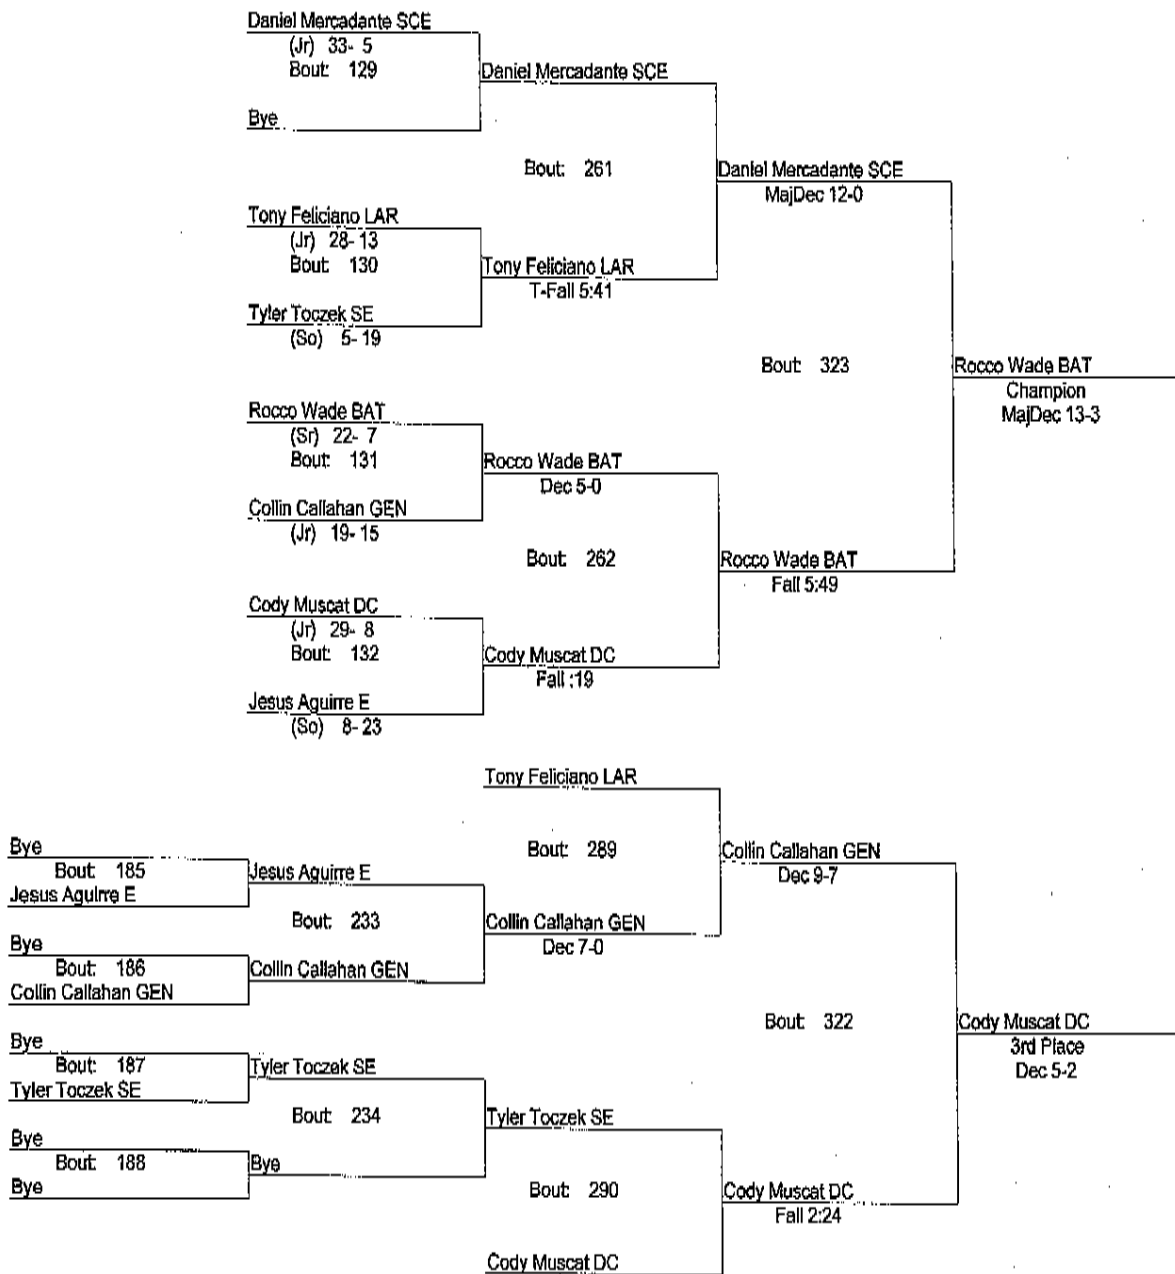 Daniel Mercadante SCE
(Jr) 33- 5
Bout: 129
Daniel Mercadante SCE
Bye
Bout: 261
Daniel Mercadante SCE
MajDec 12-0
Tony Feliciano LAR
(Jr) 28- 13
Bout: 130
Tony Feliciano LAR
T-Fall 5:41
Tyler Toczek SE
(So) 5- 19
Bout: 323
Rocco Wade BAT
Champion
MajDec 13-3
Rocco Wade BAT
(Sr) 22- 7
Bout: 131
Rocco Wade BAT
Dec 5-0
Collin Callahan GEN
(Jr) 19- 15
Bout: 262
Rocco Wade BAT
Fall 5:49
Cody Muscat DC
(Jr) 29- 8
Bout: 132
Cody Muscat DC
Fall :19
Jesus Aguirre E
(So) 8- 23
Tony Feliciano LAR
Bye
Bout: 185
Jesus Aguirre E
Jesus Aguirre E
Bout: 289
Collin Callahan GEN
Dec 9-7
Bout: 233
Collin Callahan GEN
Dec 7-0
Bye
Bout: 186
Collin Callahan GEN
Collin Callahan GEN
Bout: 322
Cody Muscat DC
3rd Place
Dec 5-2
Bye
Bout: 187
Tyler Toczek SE
Tyler Toczek SE
Bout: 234
Tyler Toczek SE
Bye
Bout: 188
Bye
Bye
Bout: 290
Cody Muscat DC
Fall 2:24
Cody Muscat DC